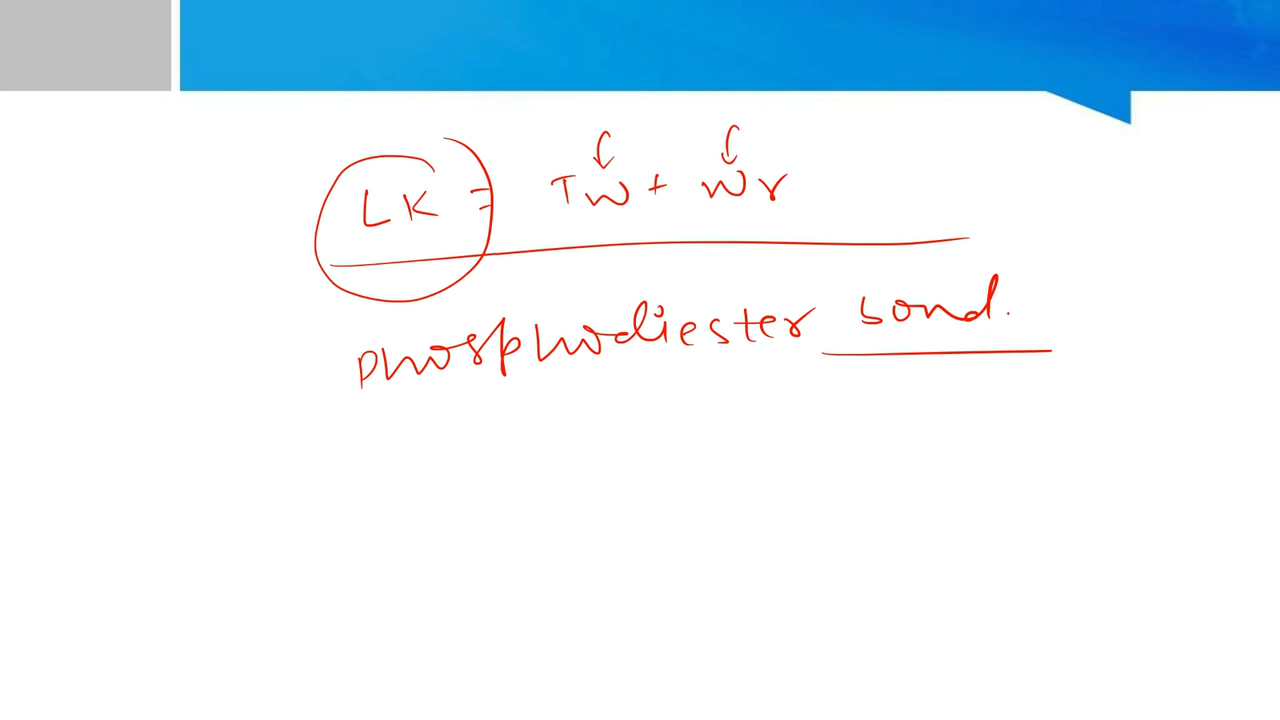 LK = Tw + wr
phosphodiester bond.